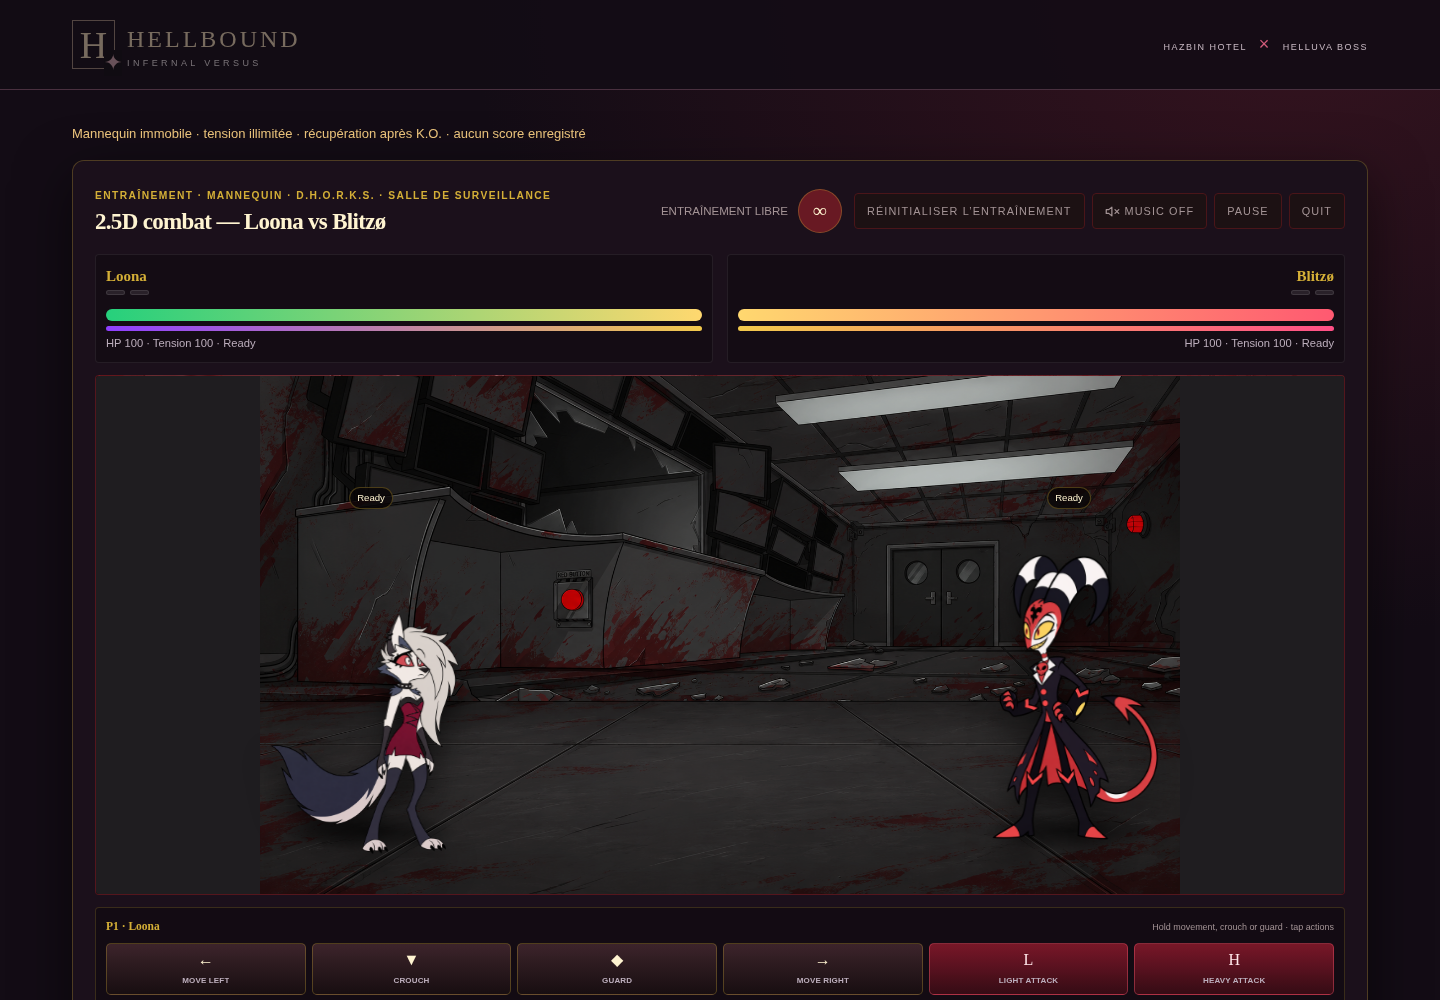 H HELLBOUND
INFERNAL VERSUS
HAZBIN HOTEL × HELLUVA BOSS
Mannequin immobile · tension illimitée · récupération après K.O. · aucun score enregistré
ENTRAÎNEMENT · MANNEQUIN · D.H.O.R.K.S. · SALLE DE SURVEILLANCE
2.5D combat — Loona vs Blitzø
ENTRAÎNEMENT LIBRE ∞ RÉINITIALISER L'ENTRAÎNEMENT MUSIC OFF PAUSE QUIT
Loona
HP 100 · Tension 100 · Ready
Blitzø
HP 100 · Tension 100 · Ready
Ready
Ready
P1 · Loona
Hold movement, crouch or guard · tap actions
← MOVE LEFT
▼ CROUCH
◆ GUARD
→ MOVE RIGHT
L LIGHT ATTACK
H HEAVY ATTACK